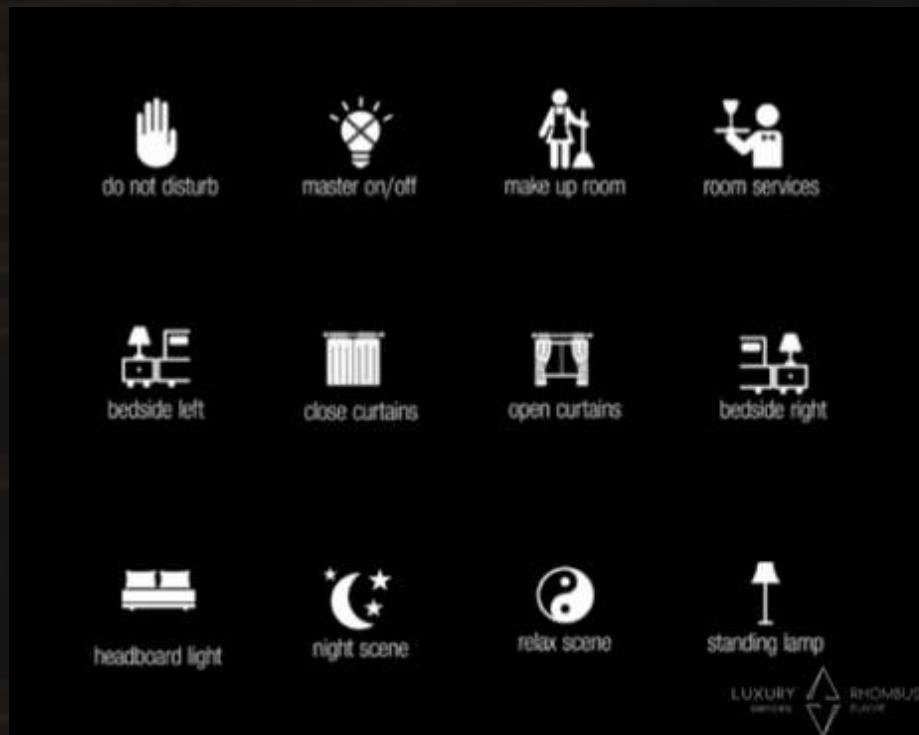 do not disturb
master on/off
make up room
room services
bedside left
close curtains
open curtains
bedside right
headboard light
night scene
relax scene
standing lamp
LUXURY
RHOMBUS
EUROPE